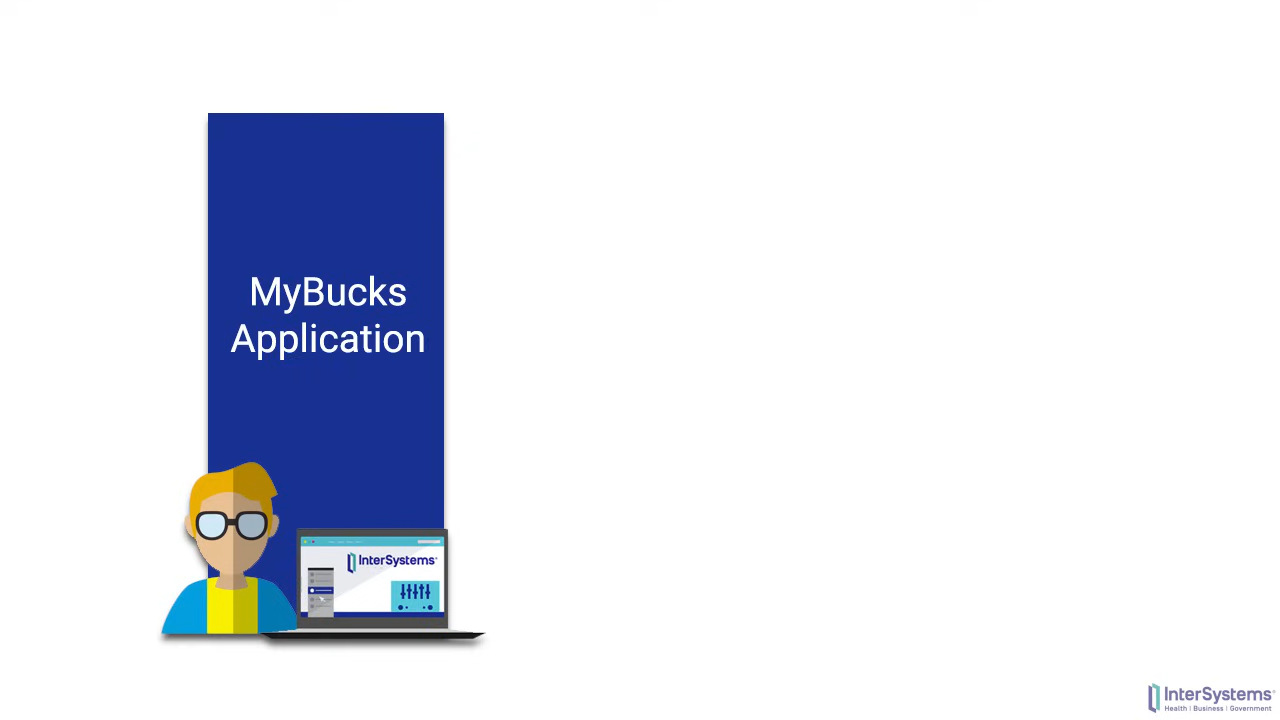 MyBucks
Application
InterSystems
InterSystems
Health | Business | Government